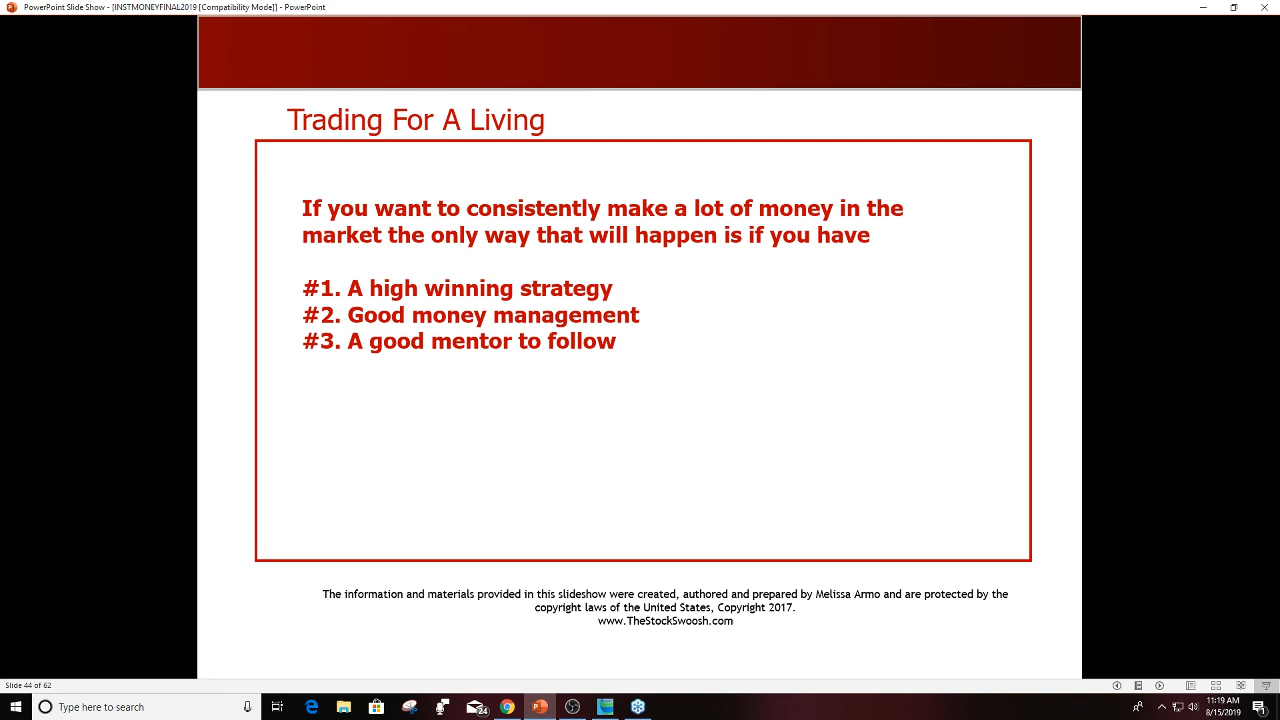 PowerPoint Slide Show - [INSTMONEYFINAL2019 [Compatibility Mode]] - PowerPoint
Trading For A Living
If you want to consistently make a lot of money in the
market the only way that will happen is if you have
#1. A high winning strategy
#2. Good money management
#3. A good mentor to follow
The information and materials provided in this slideshow were created, authored and prepared by Melissa Armo and are protected by the
copyright laws of the United States, Copyright 2017.
www.TheStockSwoosh.com
Slide 44 of 62
Type here to search
24
11:19 AM
8/15/2019
1